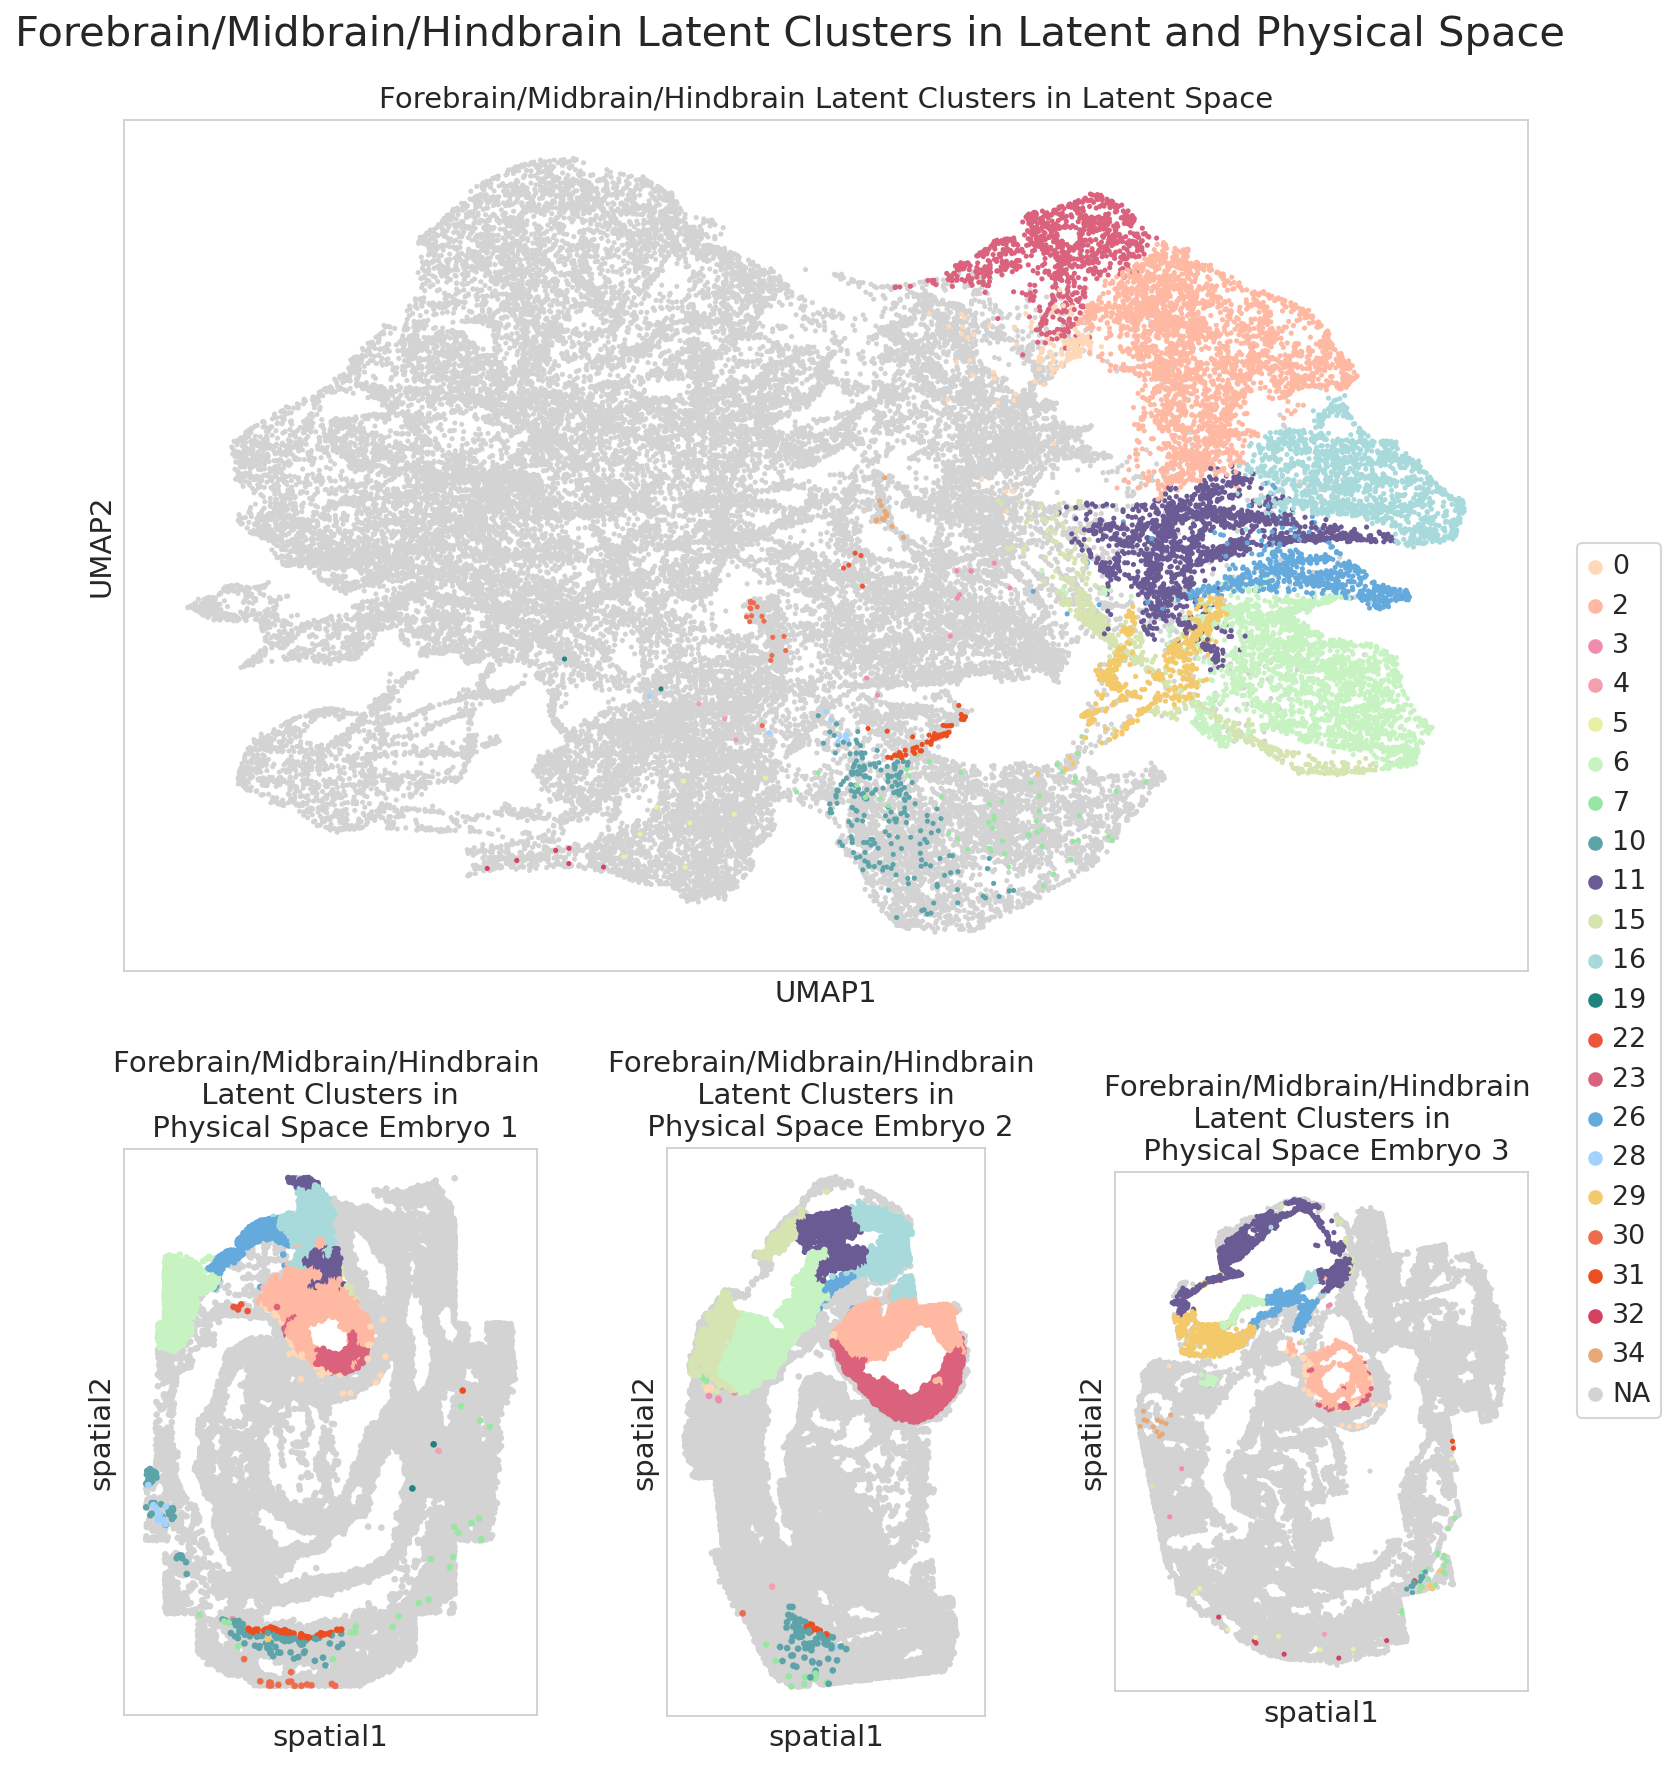 Forebrain/Midbrain/Hindbrain Latent Clusters in Latent and Physical Space
Forebrain/Midbrain/Hindbrain Latent Clusters in Latent Space
UMAP2
UMAP1
0
2
3
4
5
6
7
10
11
15
16
19
22
23
26
28
29
30
31
32
34
NA
Forebrain/Midbrain/Hindbrain
Latent Clusters in
Physical Space Embryo 1
spatial2
spatial1
Forebrain/Midbrain/Hindbrain
Latent Clusters in
Physical Space Embryo 2
spatial2
spatial1
Forebrain/Midbrain/Hindbrain
Latent Clusters in
Physical Space Embryo 3
spatial2
spatial1